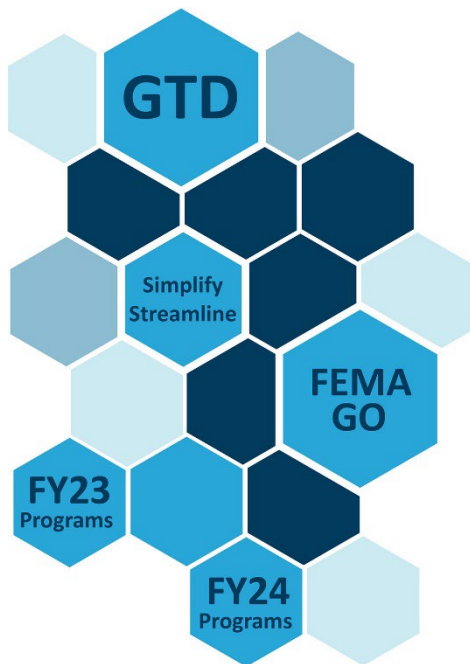 GTD
Simplify
Streamline
FEMA
GO
FY23
Programs
FY24
Programs